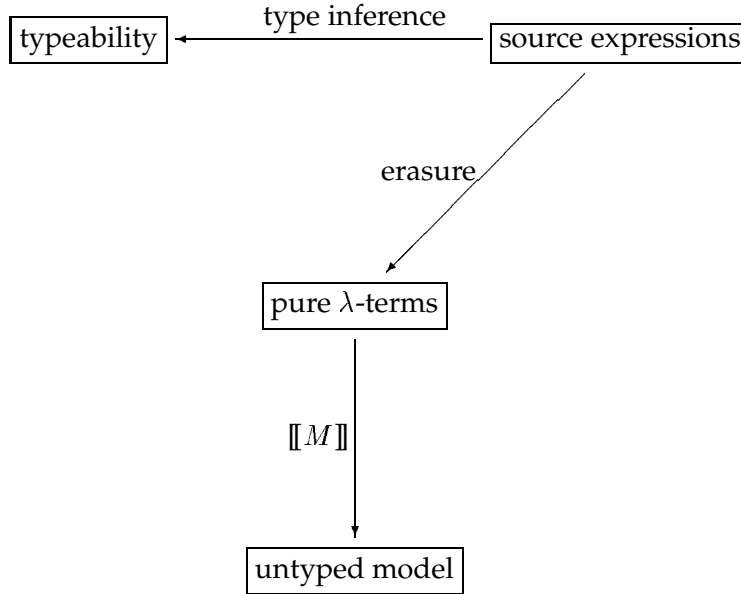 type inference
typeability
source expressions
erasure
pure λ-terms
⟦M⟧
untyped model